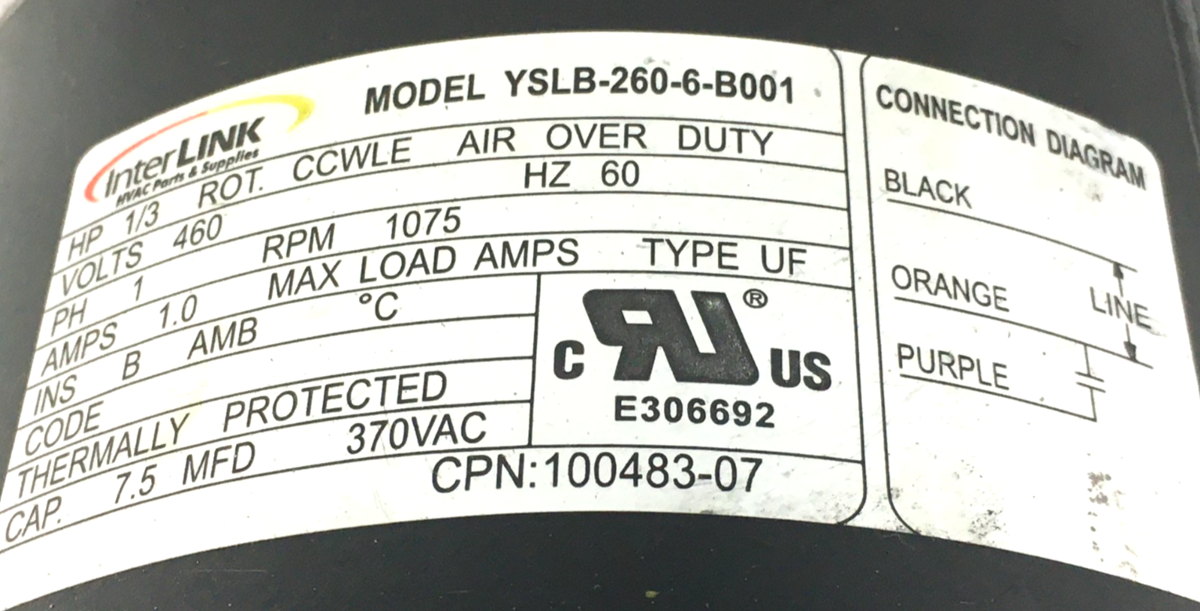 InterLINK
HVAC Parts & Supplies
MODEL YSLB-260-6-B001
HP 1/3 ROT. CCWLE AIR OVER DUTY
VOLTS 460 HZ 60
PH 1 RPM 1075
AMPS 1.0 MAX LOAD AMPS TYPE UF
INS B AMB °C
CODE
THERMALLY PROTECTED
CAP. 7.5 MFD 370VAC
C RU® US
E306692
CPN:100483-07
CONNECTION DIAGRAM
BLACK
LINE
ORANGE
PURPLE